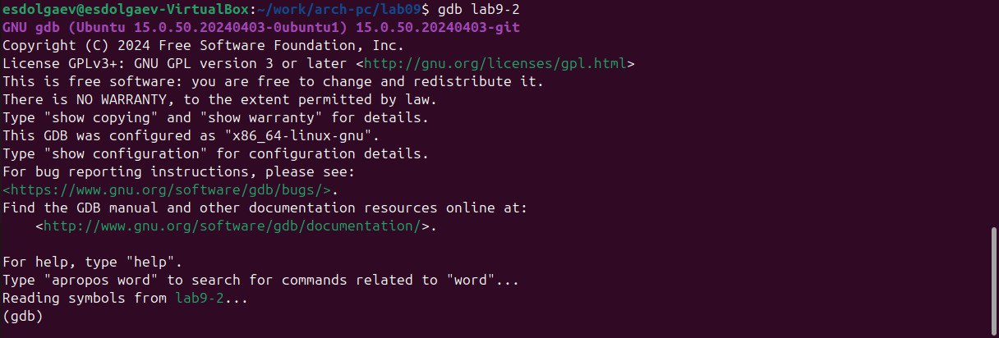 esdolgaev@esdolgaev-VirtualBox:~/work/arch-pc/lab09$ gdb lab9-2
GNU gdb (Ubuntu 15.0.50.20240403-0ubuntu1) 15.0.50.20240403-git
Copyright (C) 2024 Free Software Foundation, Inc.
License GPLv3+: GNU GPL version 3 or later <http://gnu.org/licenses/gpl.html>
This is free software: you are free to change and redistribute it.
There is NO WARRANTY, to the extent permitted by law.
Type "show copying" and "show warranty" for details.
This GDB was configured as "x86_64-linux-gnu".
Type "show configuration" for configuration details.
For bug reporting instructions, please see:
<https://www.gnu.org/software/gdb/bugs/>.
Find the GDB manual and other documentation resources online at:
    <http://www.gnu.org/software/gdb/documentation/>.

For help, type "help".
Type "apropos word" to search for commands related to "word"...
Reading symbols from lab9-2...
(gdb)